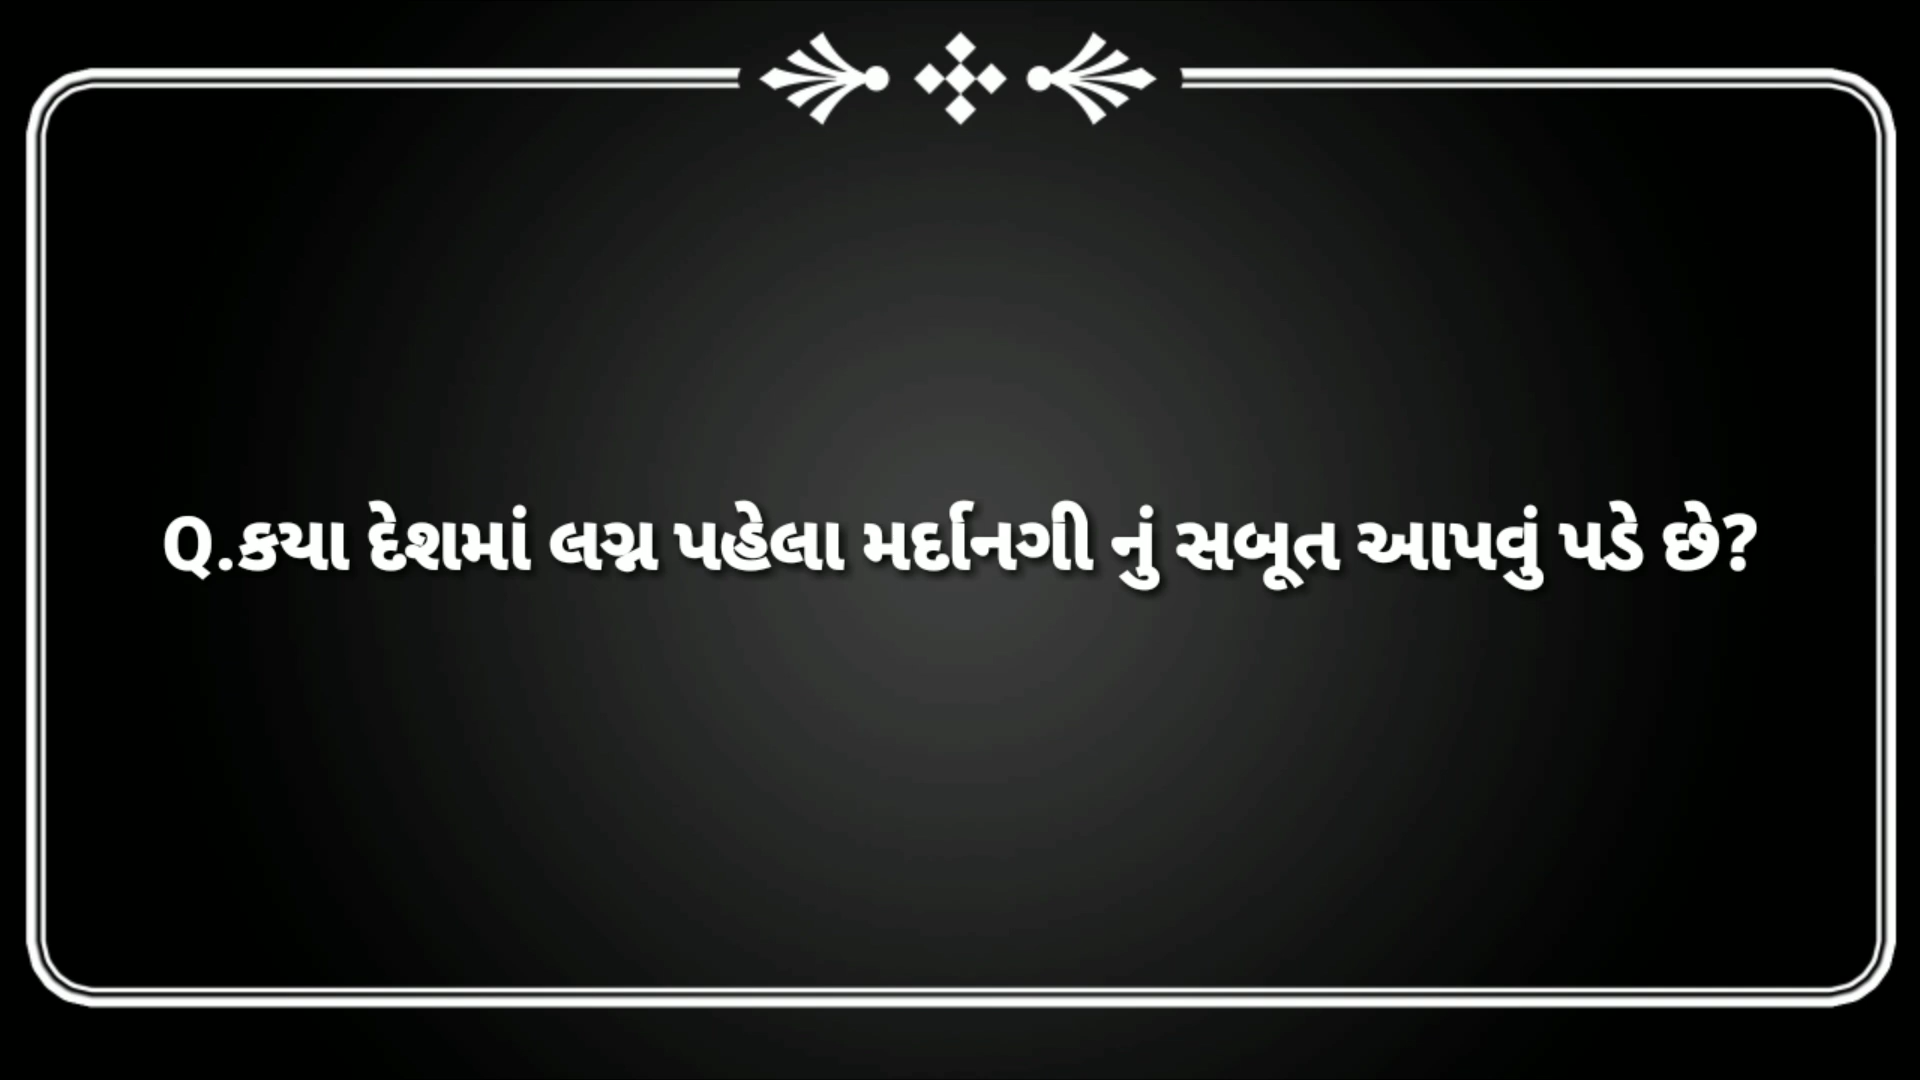 Q.કયા દેશમાં લગ્ન પહેલા મર્દાનગી નું સબૂત આપવું પડે છે?